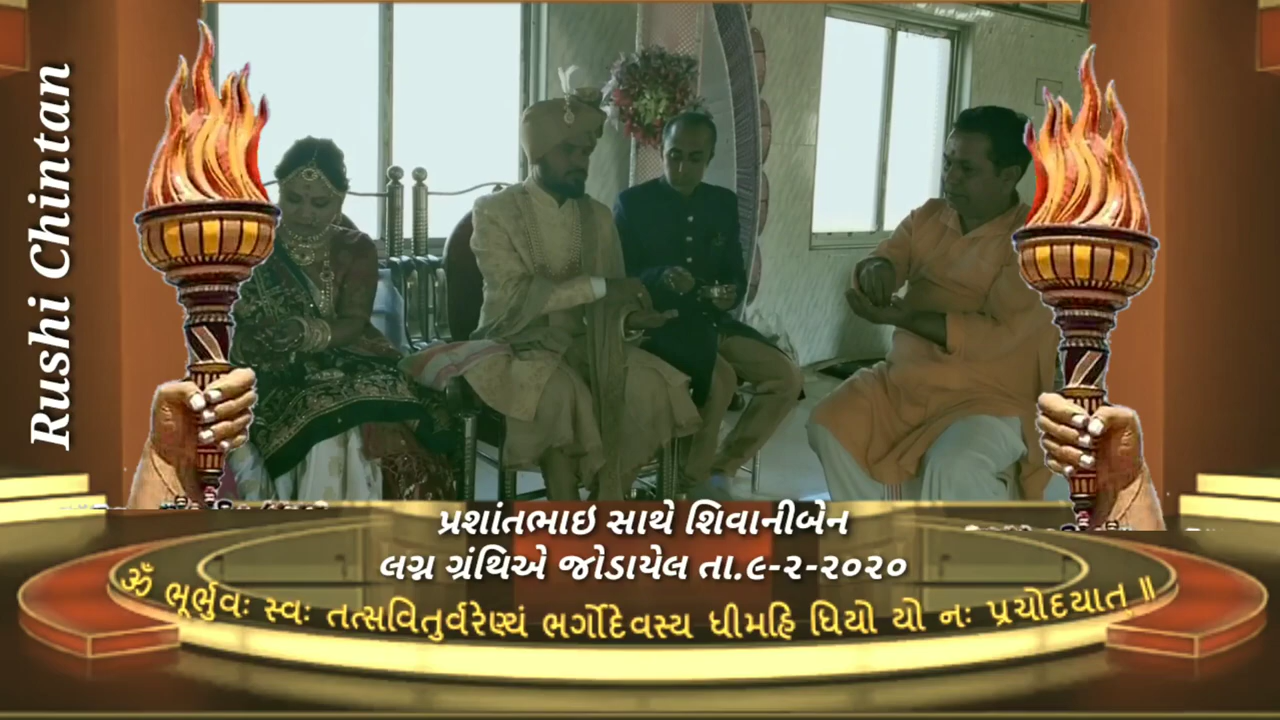 Rushi Chintan
પ્રશાંતભાઇ સાથે શિવાનીબેન
લગ્ન ગ્રંથિએ જોડાયેલ તા.૯-૨-૨૦૨૦
ૐ ભૂર્ભુવઃ સ્વઃ તત્સવિતુર્વરેણ્યં ભર્ગોદેવસ્ય ધીમહિ ધિયો યો નઃ પ્રચોદયાત્ ॥